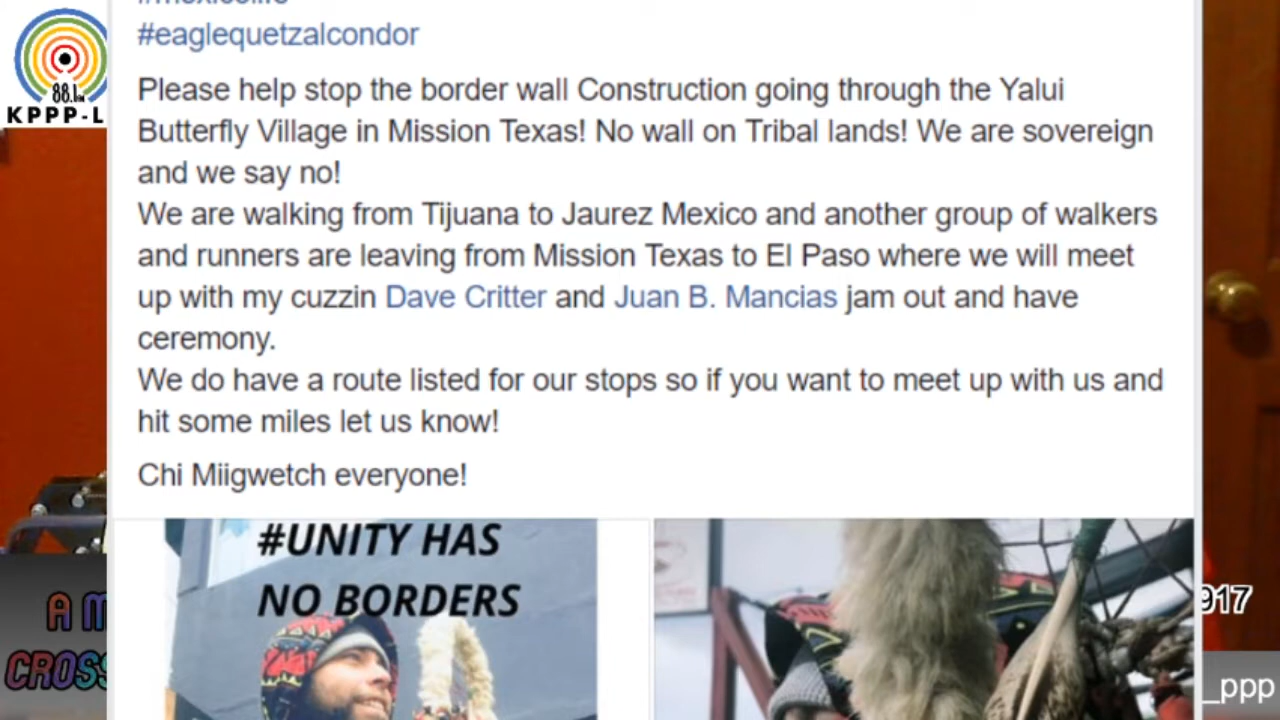 #eaglequetzalcondor
88.1
KPPP-L
Please help stop the border wall Construction going through the Yalui
Butterfly Village in Mission Texas! No wall on Tribal lands! We are sovereign
and we say no!
We are walking from Tijuana to Jaurez Mexico and another group of walkers
and runners are leaving from Mission Texas to El Paso where we will meet
up with my cuzzin Dave Critter and Juan B. Mancias jam out and have
ceremony.
We do have a route listed for our stops so if you want to meet up with us and
hit some miles let us know!
Chi Miigwetch everyone!
#UNITY HAS
NO BORDERS
A M
CROSS
917
_ppp